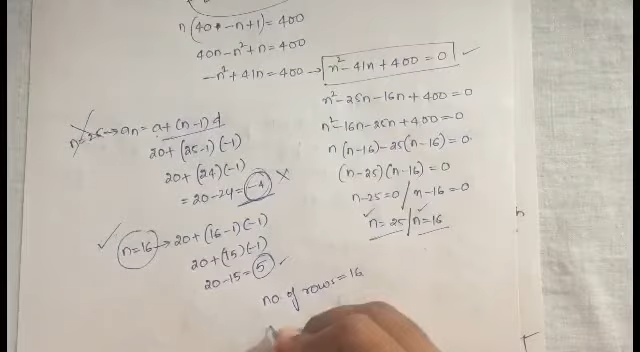 n(40 -n+1) = 400
40n-n²+n = 400
-n²+41n = 400 → n²-41n+400 = 0 ✓
n²-25n-16n+400 = 0
n²-16n-25n+400 = 0
n(n-16)-25(n-16) = 0
(n-25)(n-16) = 0
n-25=0 / n-16=0
n=25 / n=16
n=25 → an = a+(n-1)d
20+(25-1)(-1)
20+(24)(-1)
= 20-24 = -4 ✗
✓ n=16 → 20+(16-1)(-1)
20+(15)(-1)
20-15 = 5 ✓
no. of rows = 16